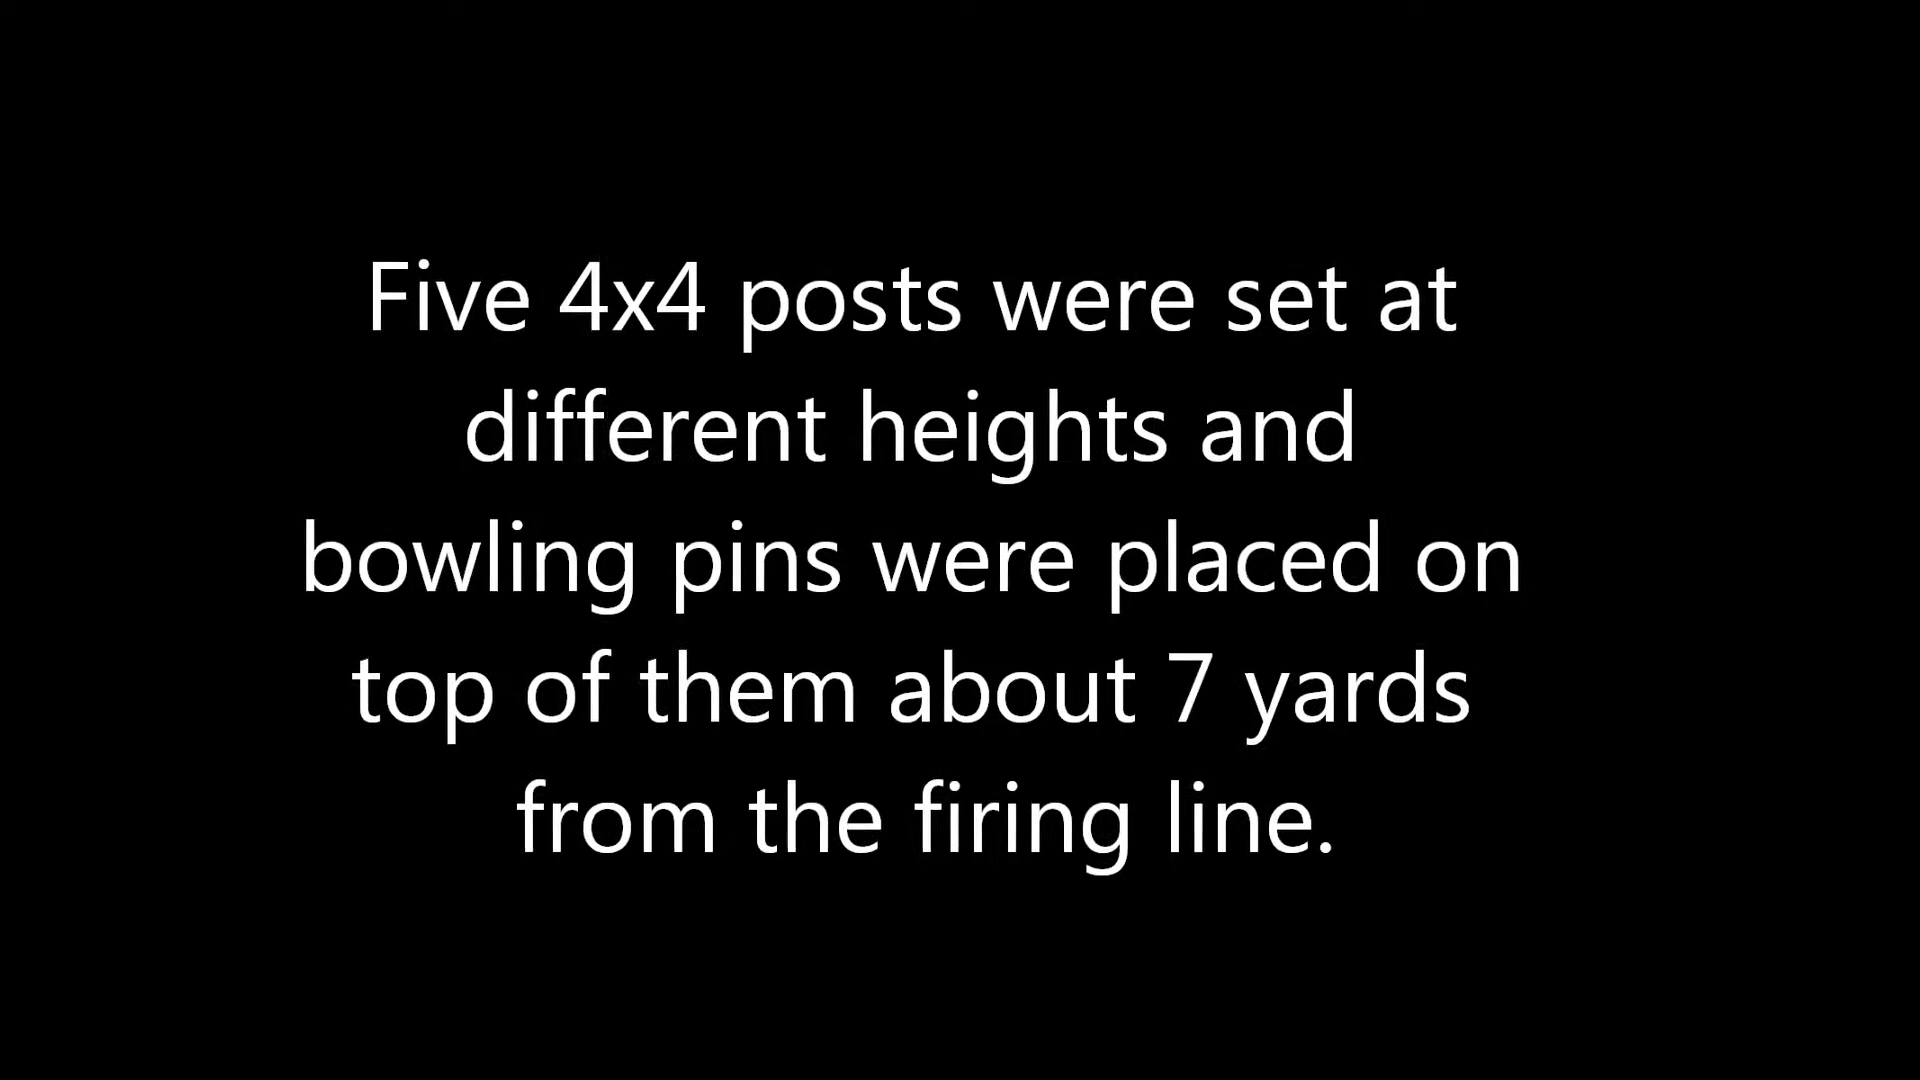 Five 4x4 posts were set at
different heights and
bowling pins were placed on
top of them about 7 yards
from the firing line.